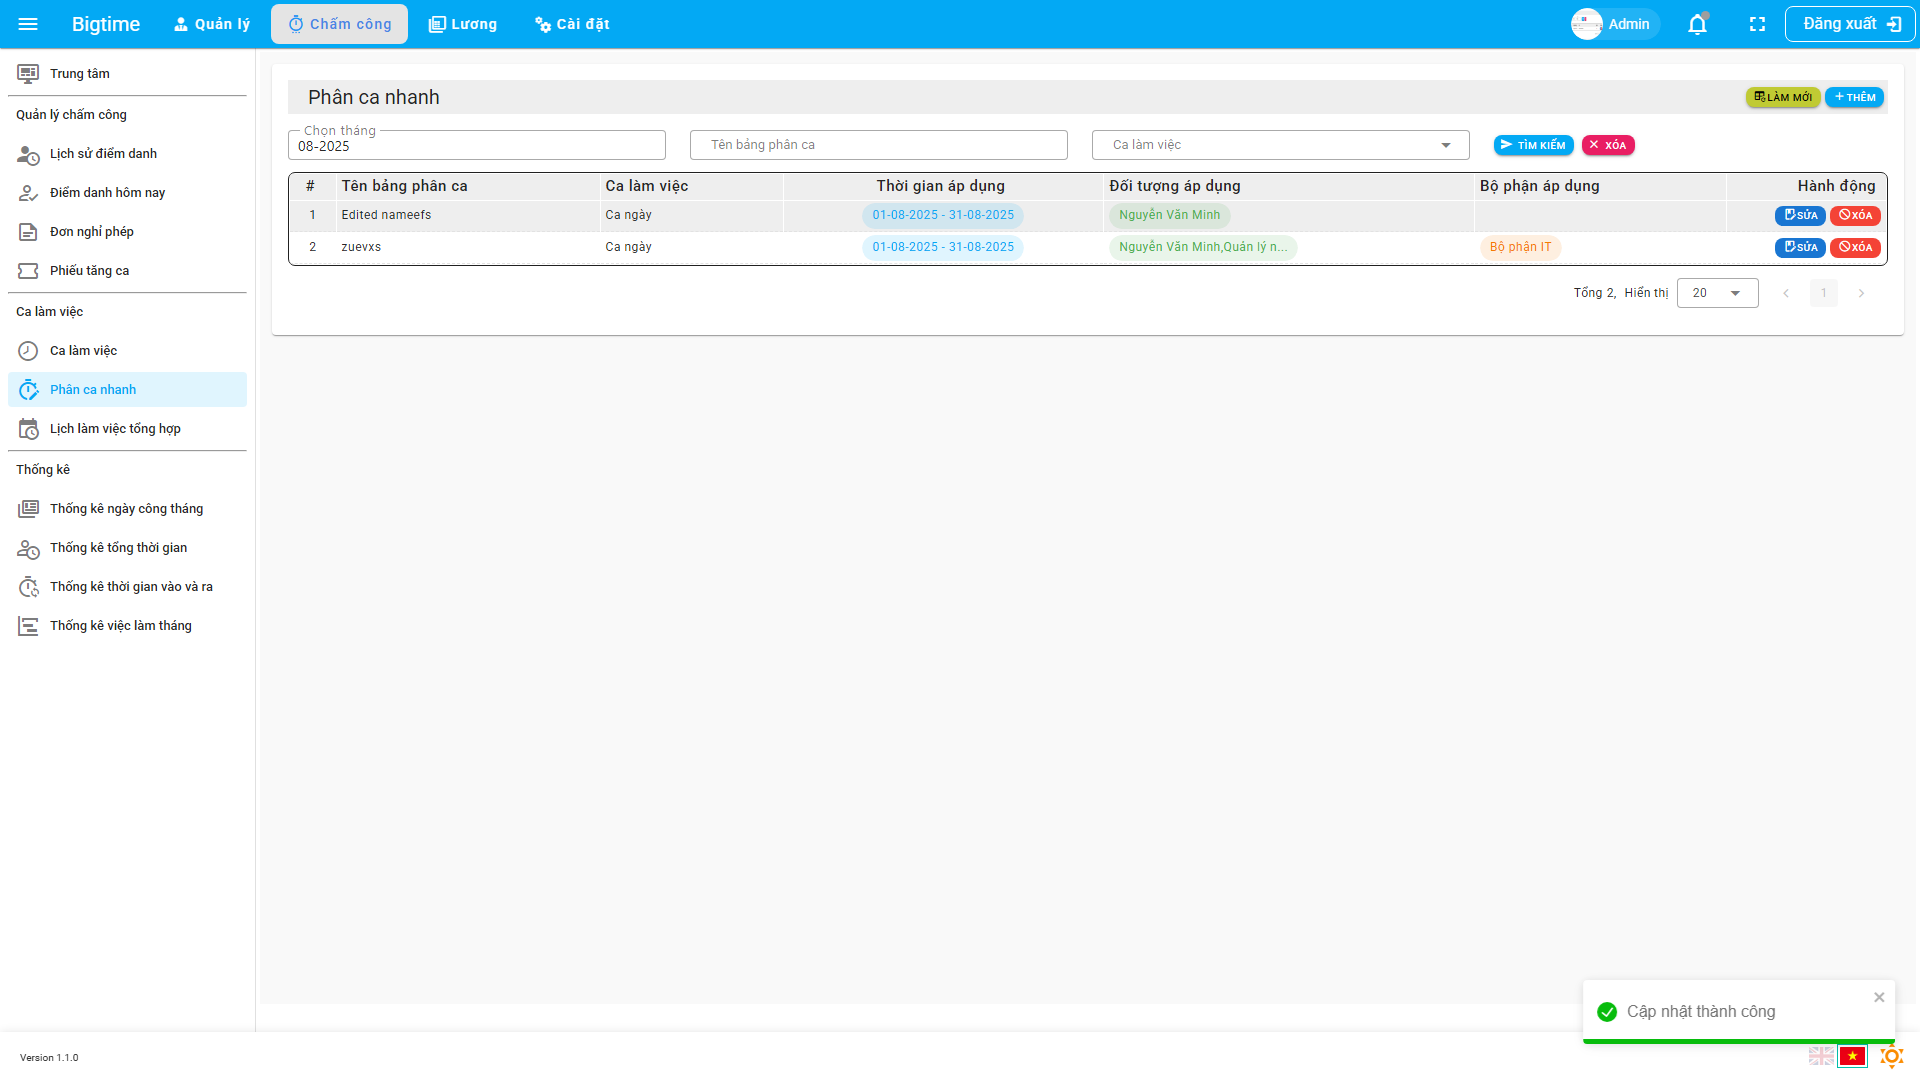 Bigtime
Quản lý
Chấm công
Lương
Cài đặt
Admin
Đăng xuất
Trung tâm
Quản lý chấm công
Lịch sử điểm danh
Điểm danh hôm nay
Đơn nghỉ phép
Phiếu tăng ca
Ca làm việc
Ca làm việc
Phân ca nhanh
Lịch làm việc tổng hợp
Thống kê
Thống kê ngày công tháng
Thống kê tổng thời gian
Thống kê thời gian vào và ra
Thống kê việc làm tháng
Phân ca nhanh
LÀM MỚI
THÊM
Chọn tháng
08-2025
Tên bảng phân ca
Ca làm việc
TÌM KIẾM
XÓA
# Tên bảng phân ca Ca làm việc Thời gian áp dụng Đối tượng áp dụng Bộ phận áp dụng Hành động
1 Edited nameefs Ca ngày 01-08-2025 - 31-08-2025 Nguyễn Văn Minh SỬA XÓA
2 zuevxs Ca ngày 01-08-2025 - 31-08-2025 Nguyễn Văn Minh,Quản lý n... Bộ phận IT SỬA XÓA
Tổng 2, Hiển thị 20 1
Cập nhật thành công
Version 1.1.0